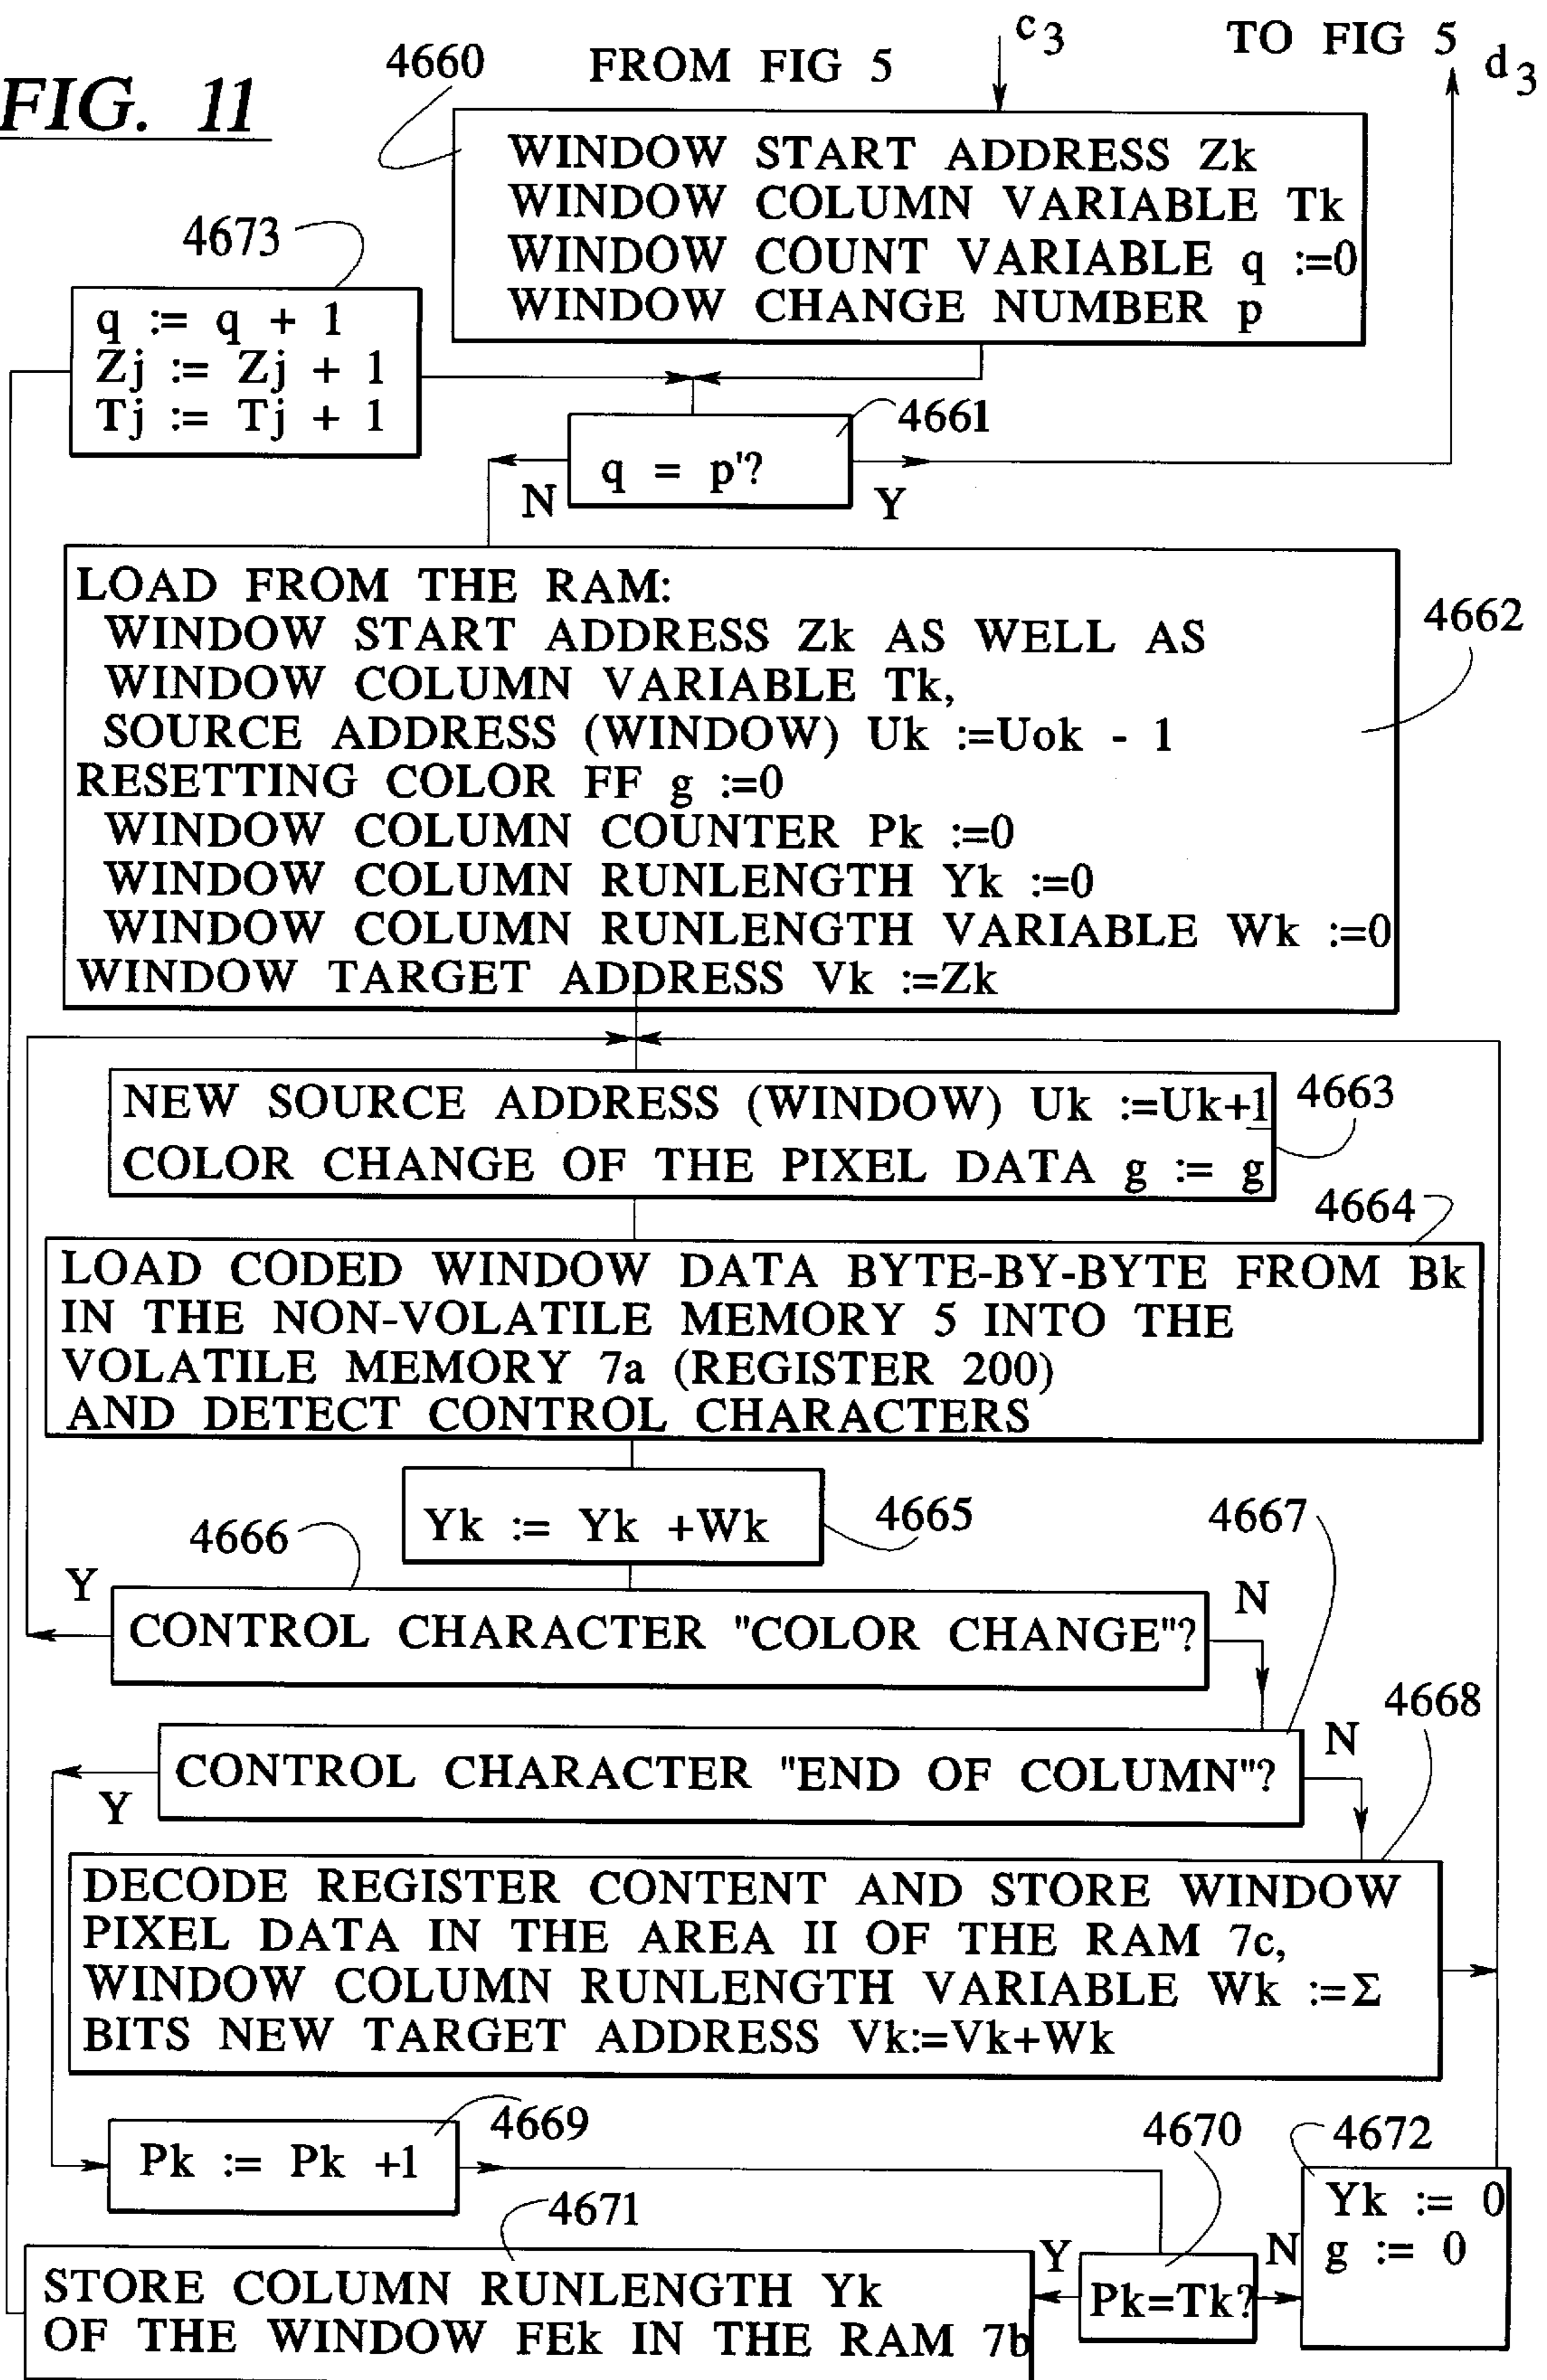 FIG. 11
4660
FROM FIG 5
c3
TO FIG 5
d3
WINDOW START ADDRESS Zk
WINDOW COLUMN VARIABLE Tk
WINDOW COUNT VARIABLE q :=0
WINDOW CHANGE NUMBER p
4673
q := q + 1
Zj := Zj + 1
Tj := Tj + 1
4661
q = p'?
N
Y
LOAD FROM THE RAM:
WINDOW START ADDRESS Zk AS WELL AS
WINDOW COLUMN VARIABLE Tk,
SOURCE ADDRESS (WINDOW) Uk :=Uok - 1
RESETTING COLOR FF g :=0
WINDOW COLUMN COUNTER Pk :=0
WINDOW COLUMN RUNLENGTH Yk :=0
WINDOW COLUMN RUNLENGTH VARIABLE Wk :=0
WINDOW TARGET ADDRESS Vk :=Zk
4662
NEW SOURCE ADDRESS (WINDOW) Uk :=Uk+1
COLOR CHANGE OF THE PIXEL DATA g := g
4663
4664
LOAD CODED WINDOW DATA BYTE-BY-BYTE FROM Bk
IN THE NON-VOLATILE MEMORY 5 INTO THE
VOLATILE MEMORY 7a (REGISTER 200)
AND DETECT CONTROL CHARACTERS
Yk := Yk +Wk
4665
4666
4667
Y
CONTROL CHARACTER "COLOR CHANGE"?
N
4668
CONTROL CHARACTER "END OF COLUMN"?
N
Y
DECODE REGISTER CONTENT AND STORE WINDOW
PIXEL DATA IN THE AREA II OF THE RAM 7c,
WINDOW COLUMN RUNLENGTH VARIABLE Wk :=Σ
BITS NEW TARGET ADDRESS Vk:=Vk+Wk
Pk := Pk +1
4669
4670
4672
Yk := 0
g := 0
4671
STORE COLUMN RUNLENGTH Yk
OF THE WINDOW FEk IN THE RAM 7b
Y
Pk=Tk?
N